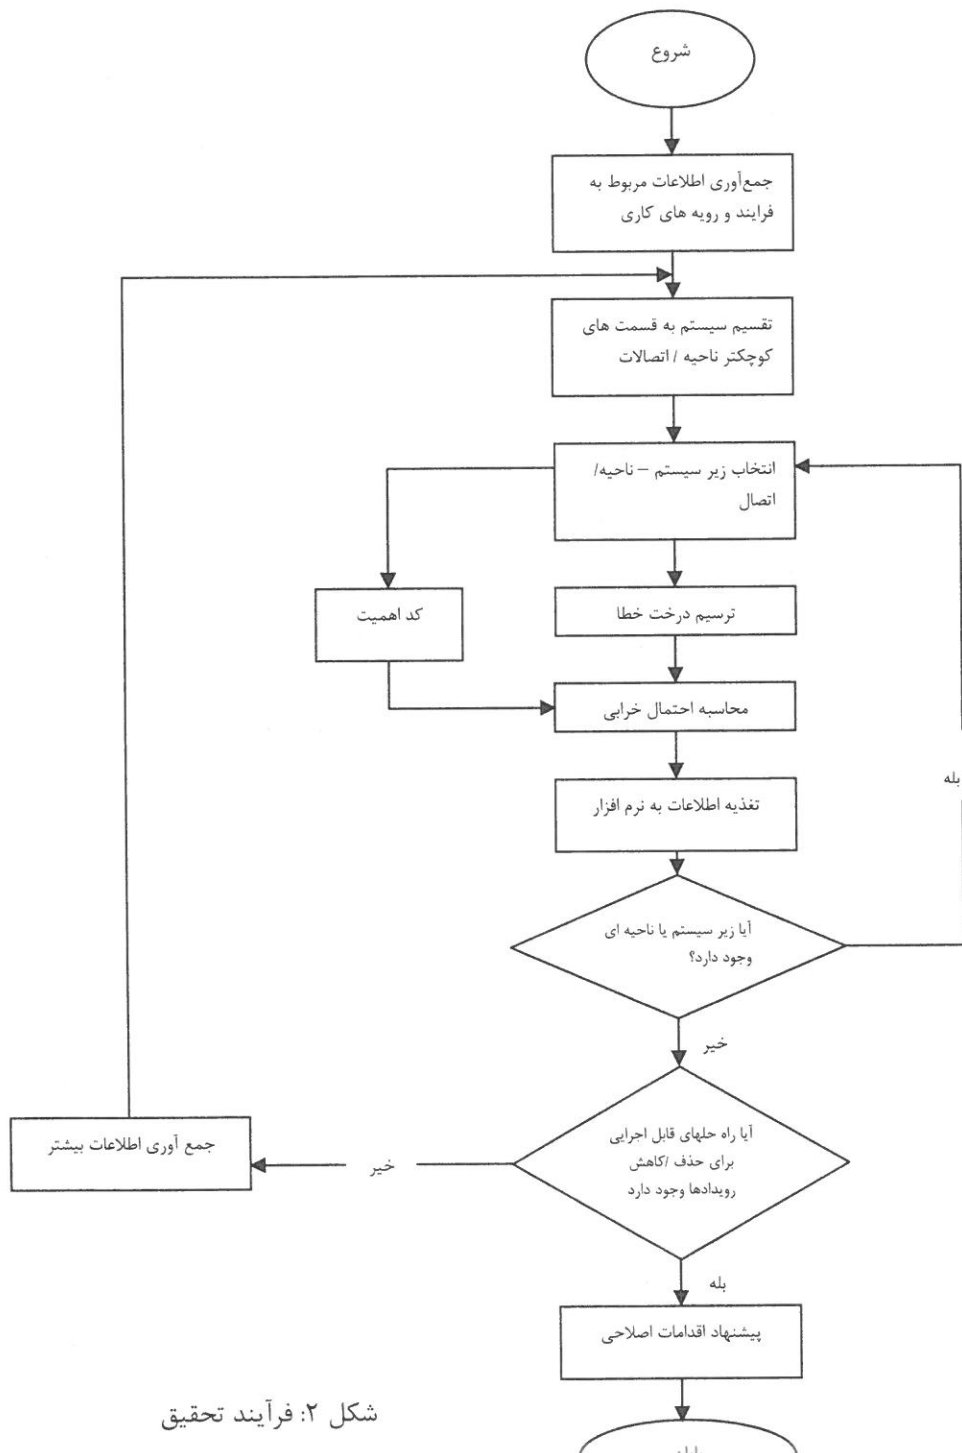 شروع
جمع‌آوری اطلاعات مربوط به
فرایند و رویه های کاری
تقسیم سیستم به قسمت های
کوچکتر ناحیه / اتصالات
انتخاب زیر سیستم – ناحیه/
اتصال
کد اهمیت
ترسیم درخت خطا
محاسبه احتمال خرابی
تغذیه اطلاعات به نرم افزار
بله
آیا زیر سیستم یا ناحیه ای
وجود دارد؟
خیر
آیا راه حلهای قابل اجرایی
برای حذف /کاهش
رویدادها وجود دارد
خیر
جمع آوری اطلاعات بیشتر
بله
پیشنهاد اقدامات اصلاحی
شکل ۲: فرآیند تحقیق